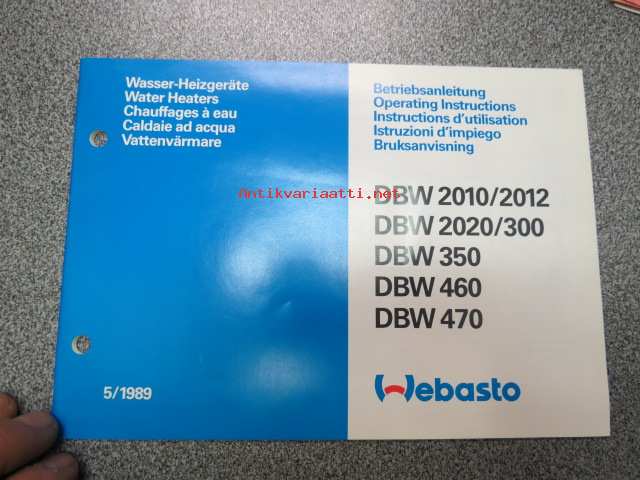 Wasser-Heizgeräte
Water Heaters
Chauffages à eau
Caldaie ad acqua
Vattenvärmare
5/1989
Betriebsanleitung
Operating Instructions
Instructions d'utilisation
Istruzioni d'impiego
Bruksanvisning
Antikvariaatti.net
DBW 2010/2012
DBW 2020/300
DBW 350
DBW 460
DBW 470
Webasto